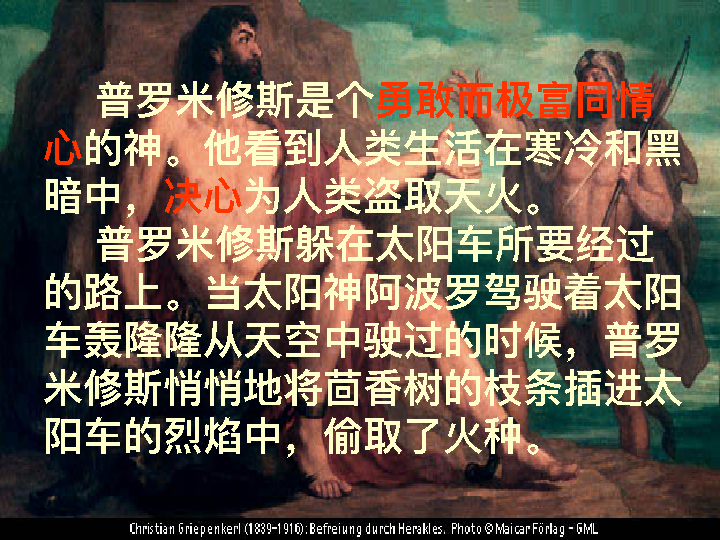 普罗米修斯是个勇敢而极富同情
心的神。他看到人类生活在寒冷和黑
暗中，决心为人类盗取天火。
普罗米修斯躲在太阳车所要经过
的路上。当太阳神阿波罗驾驶着太阳
车轰隆隆从天空中驶过的时候，普罗
米修斯悄悄地将茴香树的枝条插进太
阳车的烈焰中，偷取了火种。
Christian Griepenkerl (1839-1916): Befreiung durch Herakles. Photo © Maicar Förlag - GML